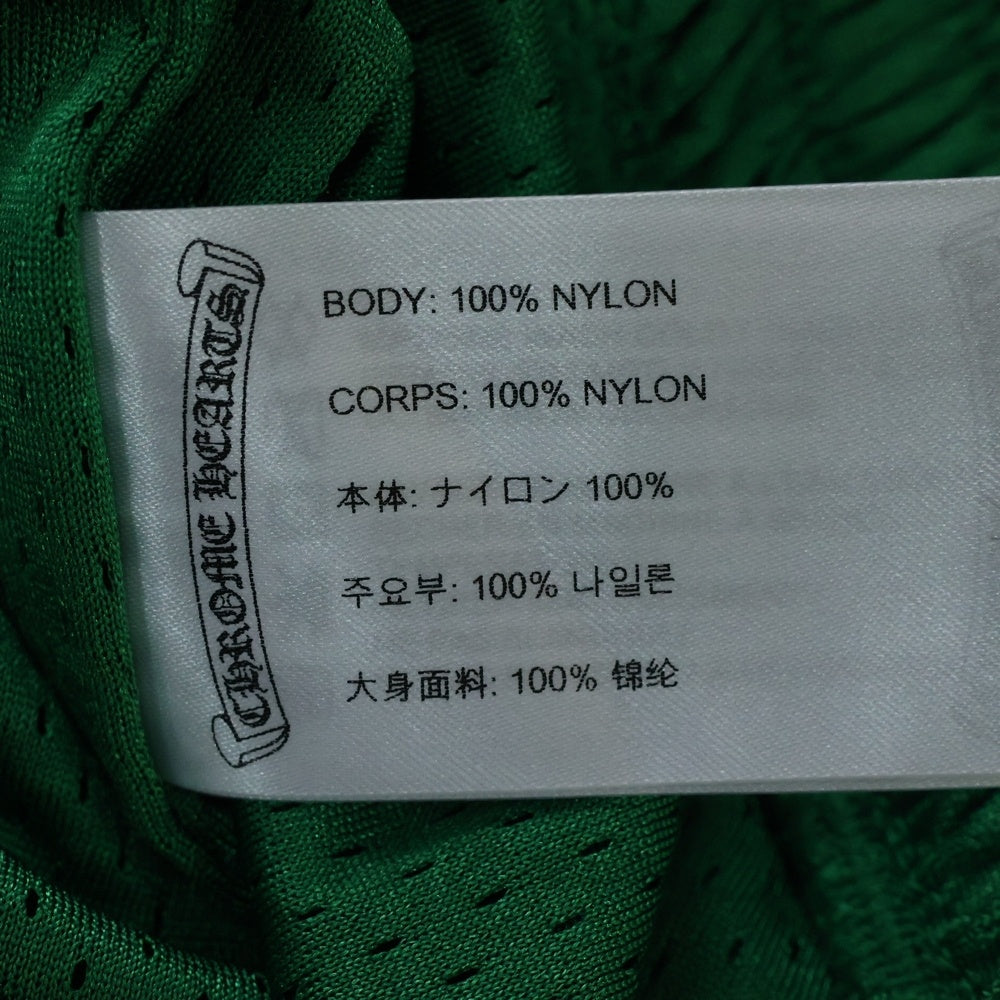 CHROME HEARTS
BODY: 100% NYLON
CORPS: 100% NYLON
本体: ナイロン 100%
주요부: 100% 나일론
大身面料: 100% 锦纶